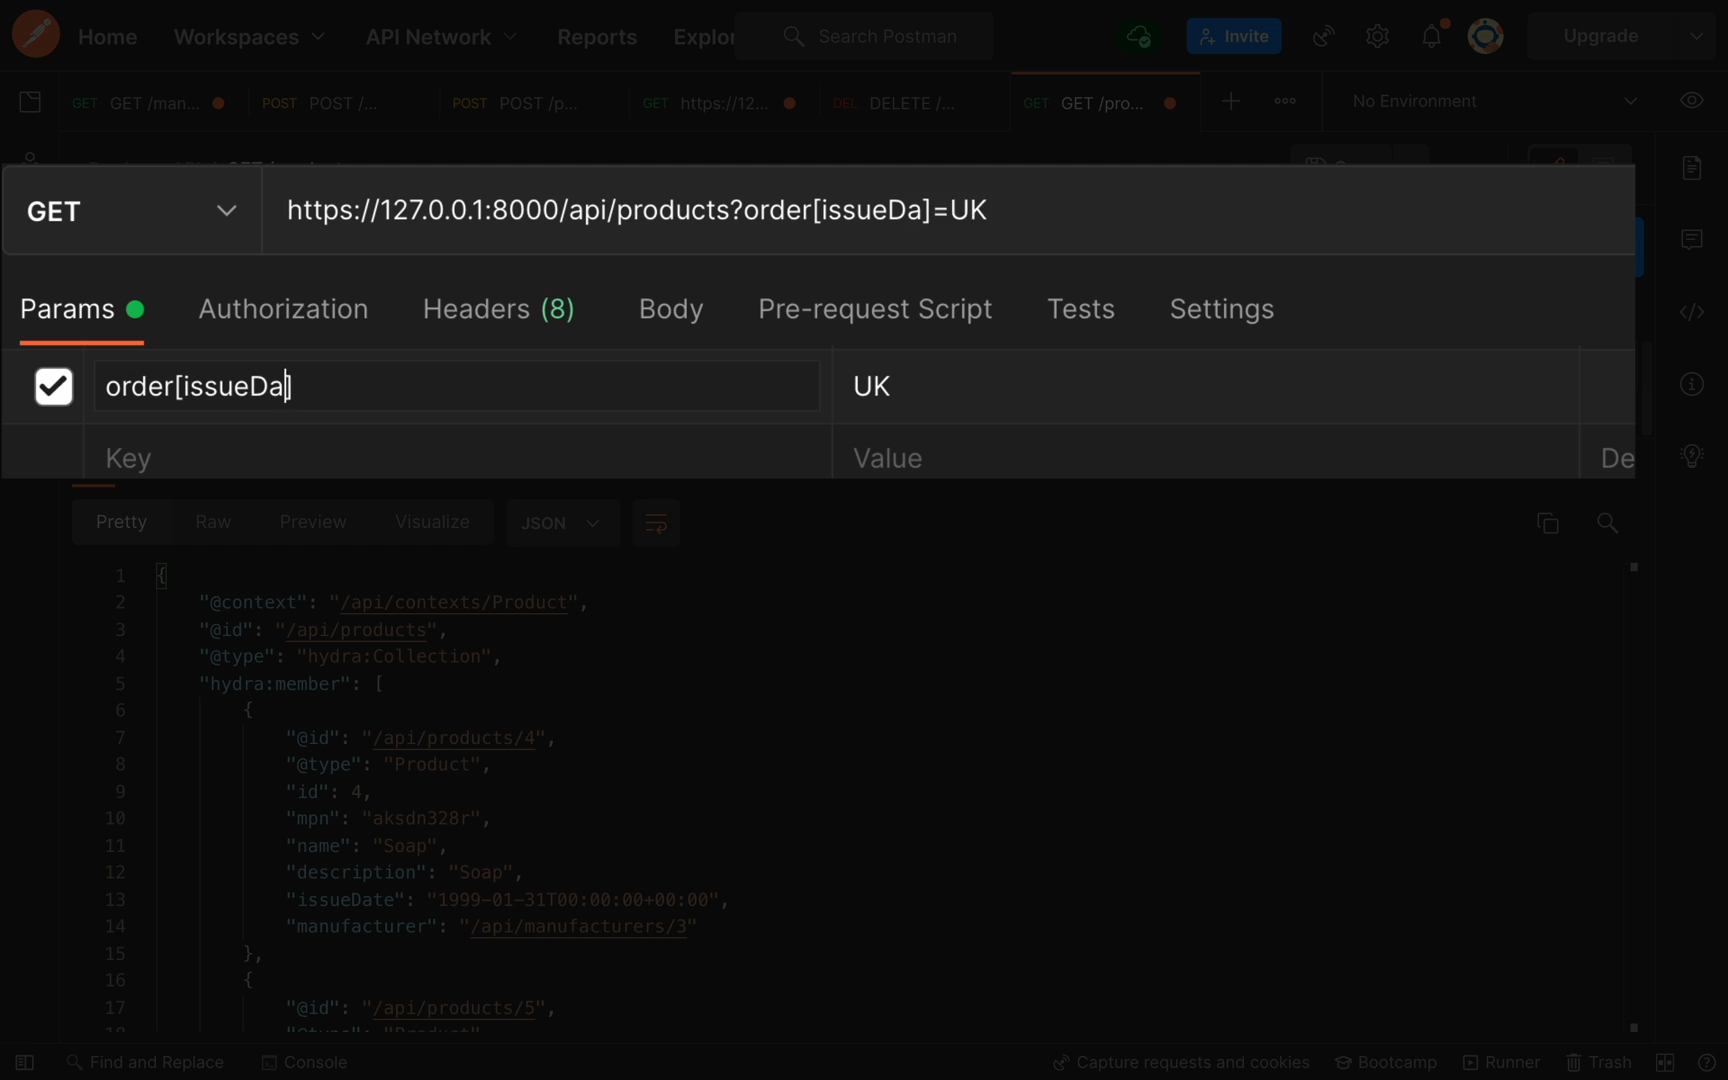 Home Workspaces API Network Reports Explor Search Postman Invite Upgrade
GET GET /man... POST POST /... POST POST /p... GET https://12... DEL DELETE /... GET GET /pro... No Environment
GET https://127.0.0.1:8000/api/products?order[issueDa]=UK
Params Authorization Headers (8) Body Pre-request Script Tests Settings
order[issueDa] UK
Key Value De
Pretty Raw Preview Visualize JSON
1 {
2 "@context": "/api/contexts/Product",
3 "@id": "/api/products",
4 "@type": "hydra:Collection",
5 "hydra:member": [
6 {
7 "@id": "/api/products/4",
8 "@type": "Product",
9 "id": 4,
10 "mpn": "aksdn328r",
11 "name": "Soap",
12 "description": "Soap",
13 "issueDate": "1999-01-31T00:00:00+00:00",
14 "manufacturer": "/api/manufacturers/3"
15 },
16 {
17 "@id": "/api/products/5",
18 "@type": "Product",
Find and Replace Console Capture requests and cookies Bootcamp Runner Trash